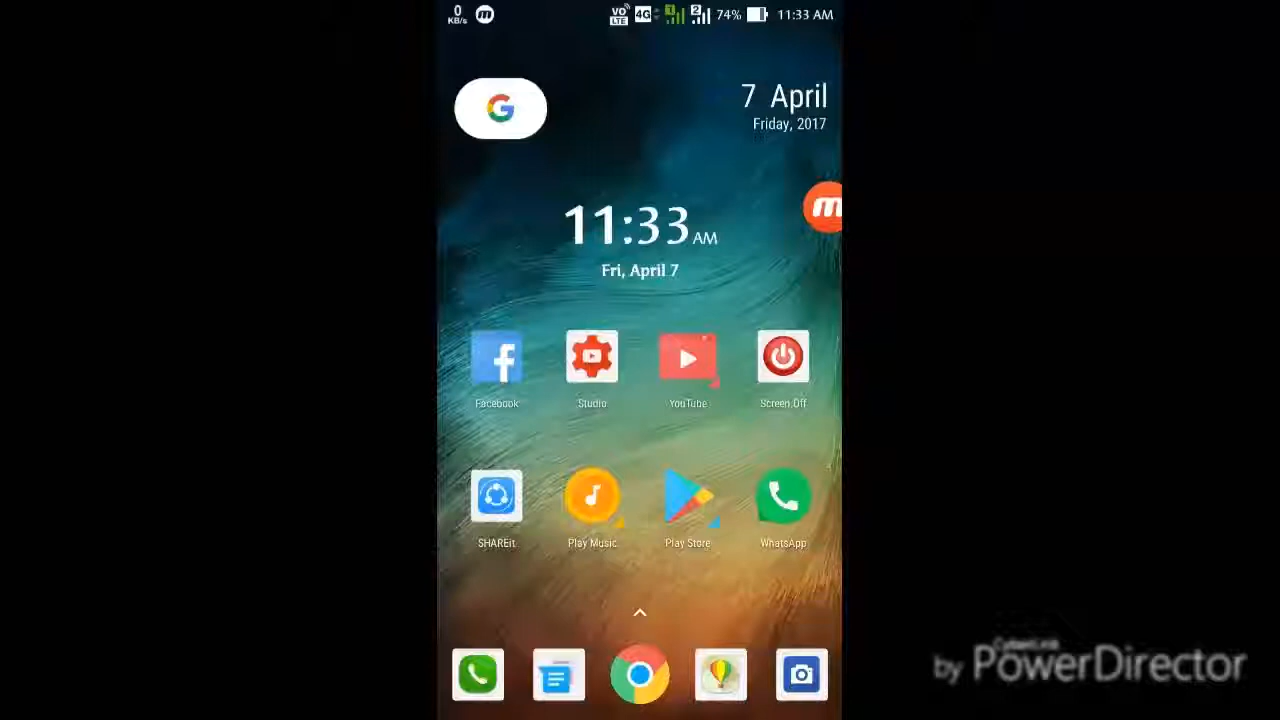 0
KB/s
VO
LTE
4G
1
2
74%
11:33 AM
G
7 April
Friday, 2017
m
11:33 AM
Fri, April 7
Facebook
Studio
YouTube
Screen Off
SHAREit
Play Music
Play Store
WhatsApp
CyberLink
by PowerDirector